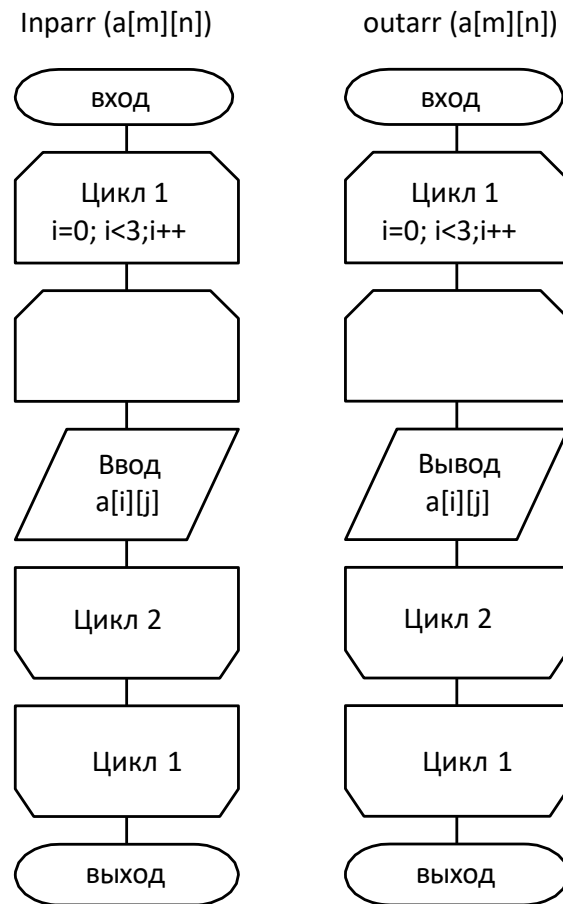 Inparr (a[m][n])
вход
Цикл 1
i=0; i<3;i++
Ввод
a[i][j]
Цикл 2
Цикл 1
выход
outarr (a[m][n])
вход
Цикл 1
i=0; i<3;i++
Вывод
a[i][j]
Цикл 2
Цикл 1
выход